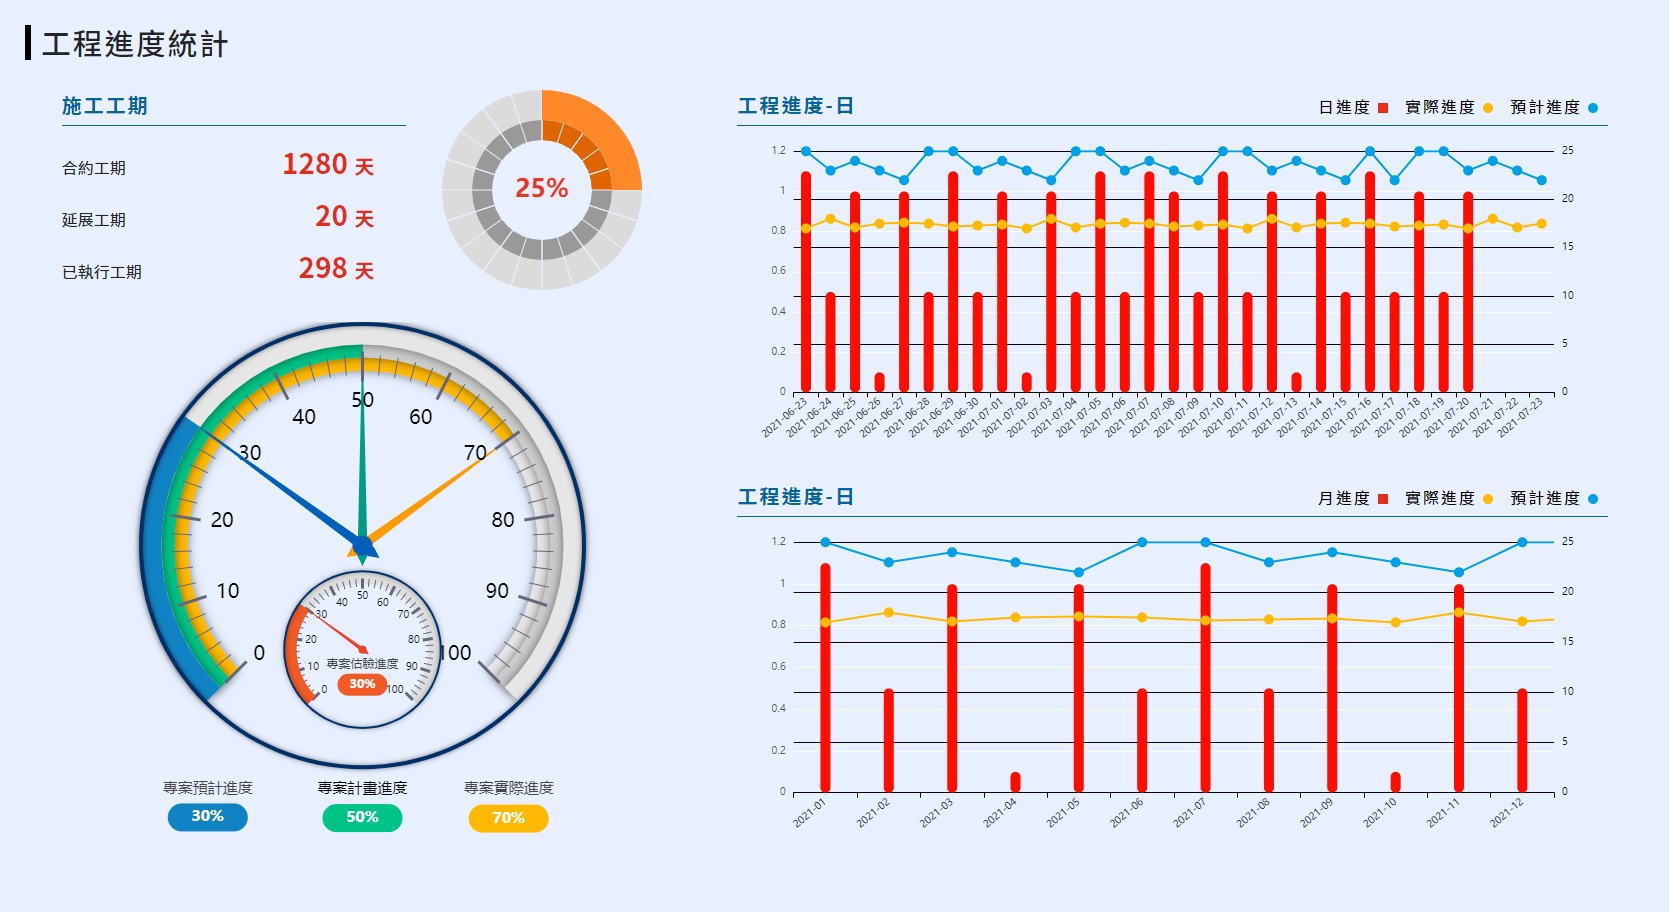 工程進度統計
施工工期
合約工期 1280 天
延展工期 20 天
已執行工期 298 天
25%
0 10 20 30 40 50 60 70 80 90 100
0 10 20 30 40 50 60 70 80 90 100
專案估驗進度
30%
專案預計進度 專案計畫進度 專案實際進度
30% 50% 70%
工程進度-日
日進度 實際進度 預計進度
1.2 25
1
20
0.8
15
0.6
10
0.4
5
0.2
0 0
2021-06-23 2021-06-24 2021-06-25 2021-06-26 2021-06-27 2021-06-28 2021-06-29 2021-06-30 2021-07-01 2021-07-02 2021-07-03 2021-07-04 2021-07-05 2021-07-06 2021-07-07 2021-07-08 2021-07-09 2021-07-10 2021-07-11 2021-07-12 2021-07-13 2021-07-14 2021-07-15 2021-07-16 2021-07-17 2021-07-18 2021-07-19 2021-07-20 2021-07-21 2021-07-22 2021-07-23
工程進度-日
月進度 實際進度 預計進度
1.2 25
1
20
0.8
15
0.6
10
0.4
5
0.2
0 0
2021-01 2021-02 2021-03 2021-04 2021-05 2021-06 2021-07 2021-08 2021-09 2021-10 2021-11 2021-12